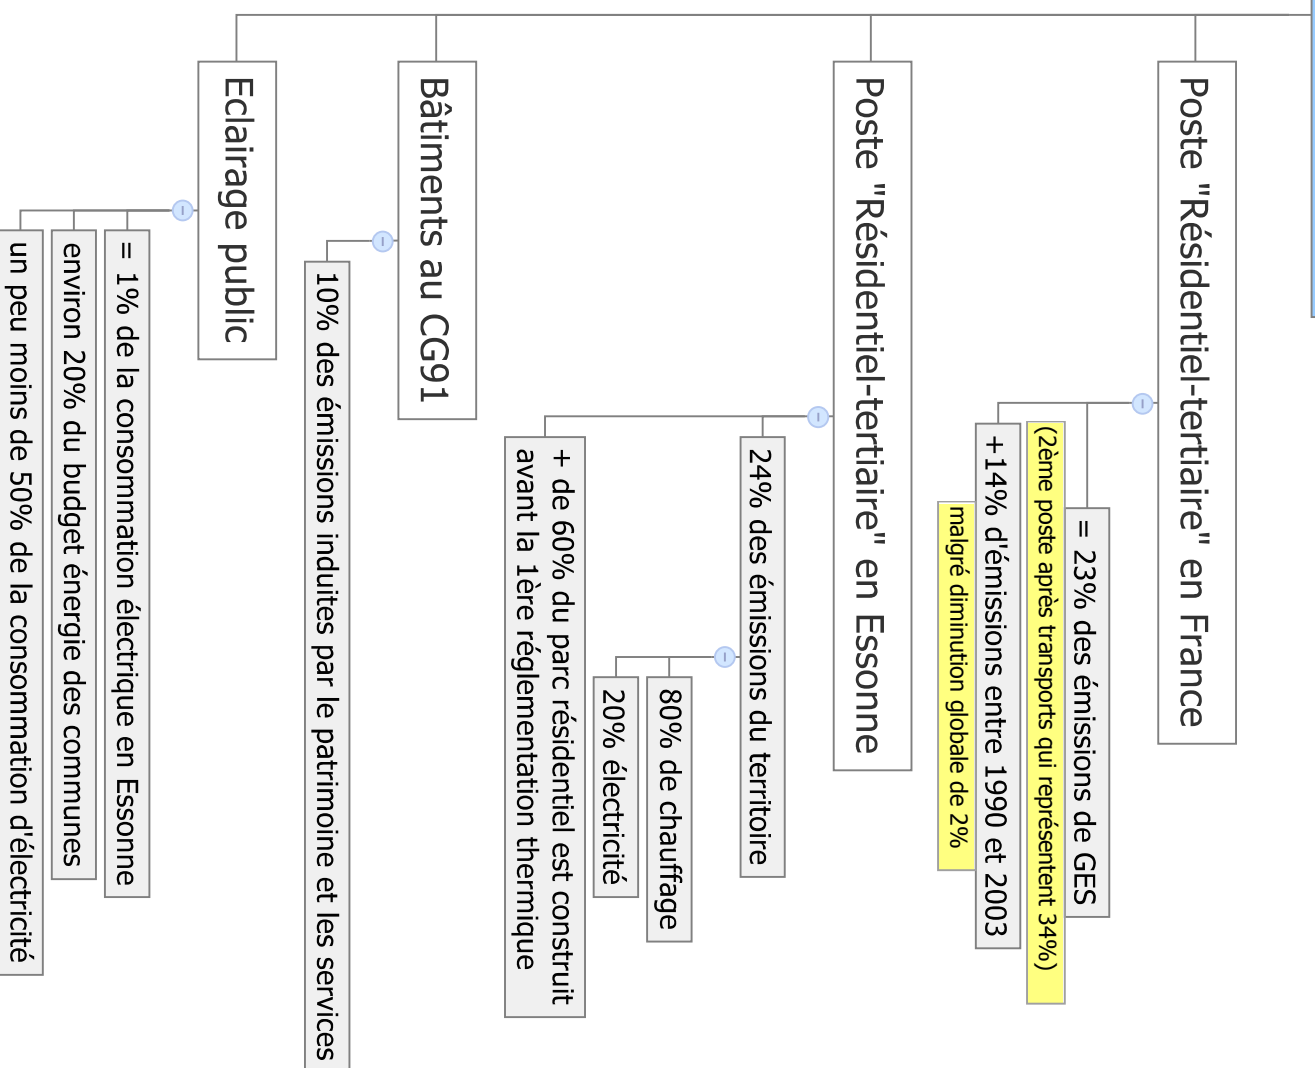 Poste "Résidentiel-tertiaire" en France
= 23% des émissions de GES
(2ème poste après transports qui représentent 34%)
+14% d'émissions entre 1990 et 2003
malgré diminution globale de 2%
Poste "Résidentiel-tertiaire" en Essonne
24% des émissions du territoire
80% de chauffage
20% électricité
+ de 60% du parc résidentiel est construit
avant la 1ère réglementation thermique
Bâtiments au CG91
10% des émissions induites par le patrimoine et les services
Eclairage public
= 1% de la consommation électrique en Essonne
environ 20% du budget énergie des communes
un peu moins de 50% de la consommation d'électricité